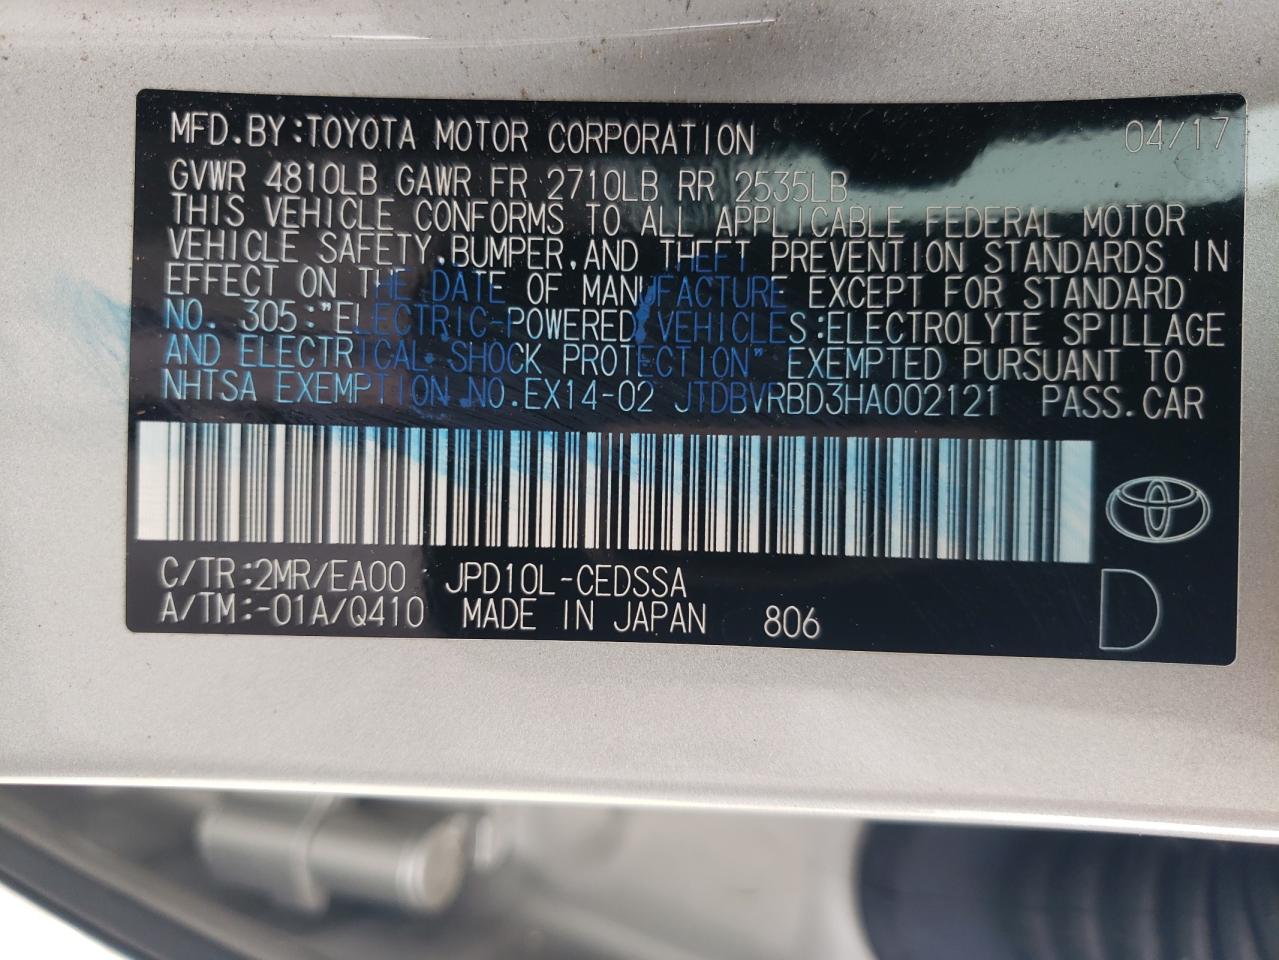 MFD.BY:TOYOTA MOTOR CORPORATION 04/17
GVWR 4810LB GAWR FR 2710LB RR 2535LB
THIS VEHICLE CONFORMS TO ALL APPLICABLE FEDERAL MOTOR
VEHICLE SAFETY,BUMPER,AND THEFT PREVENTION STANDARDS IN
EFFECT ON THE DATE OF MANUFACTURE EXCEPT FOR STANDARD
NO. 305:"ELECTRIC-POWERED VEHICLES:ELECTROLYTE SPILLAGE
AND ELECTRICAL SHOCK PROTECTION" EXEMPTED PURSUANT TO
NHTSA EXEMPTION NO.EX14-02 JTDBVRBD3HA002121 PASS.CAR
C/TR:2MR/EA00 JPD10L-CEDSSA
A/TM:-01A/Q410 MADE IN JAPAN 806 D